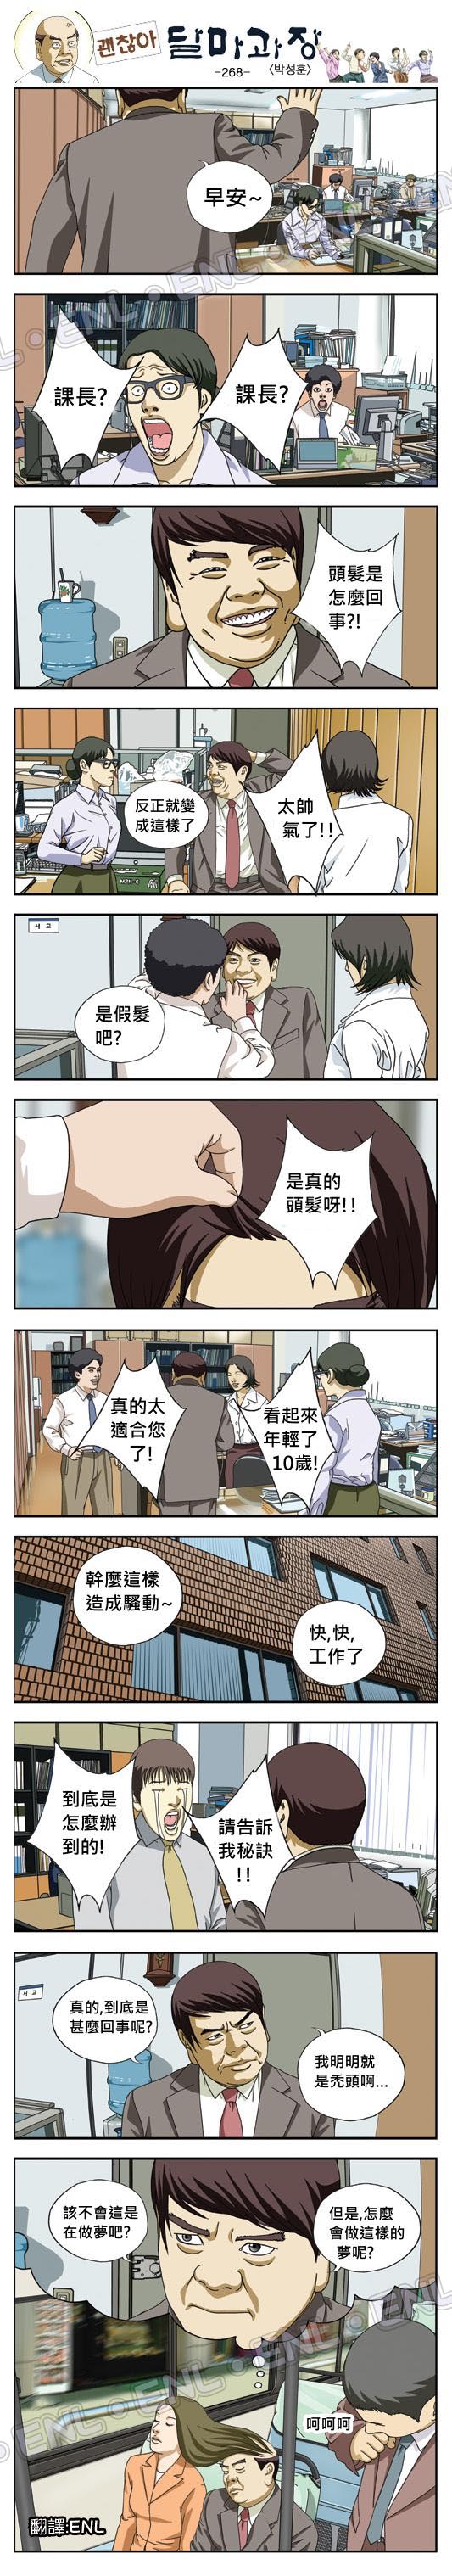 괜찮아
달마과장
-268-
〈박성훈〉
早安~
課長?
課長?
頭髮是
怎麼回
事?!
反正就變
成這樣了
太帥
氣了!!
서고
是假髮
吧?
是真的
頭髮呀!!
真的太
適合您
了!
看起來
年輕了
10歲!
幹麼這樣
造成騷動~
快,快,
工作了
到底是
怎麼辦
到的!
請告訴
我秘訣
!!
서고
真的,到底是
甚麼回事呢?
我明明就
是禿頭啊...
該不會這是
在做夢吧?
但是,怎麼
會做這樣的
夢呢?
呵呵呵
翻譯:ENL